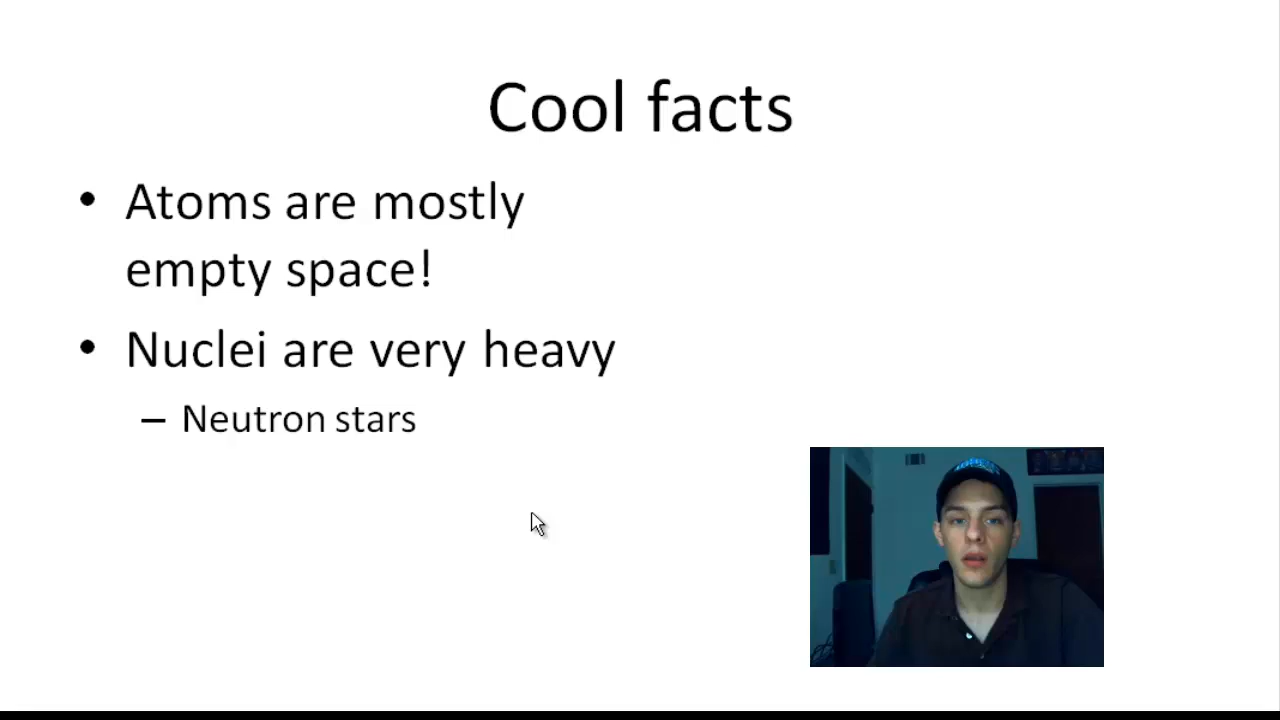 Cool facts
• Atoms are mostly
empty space!
• Nuclei are very heavy
– Neutron stars